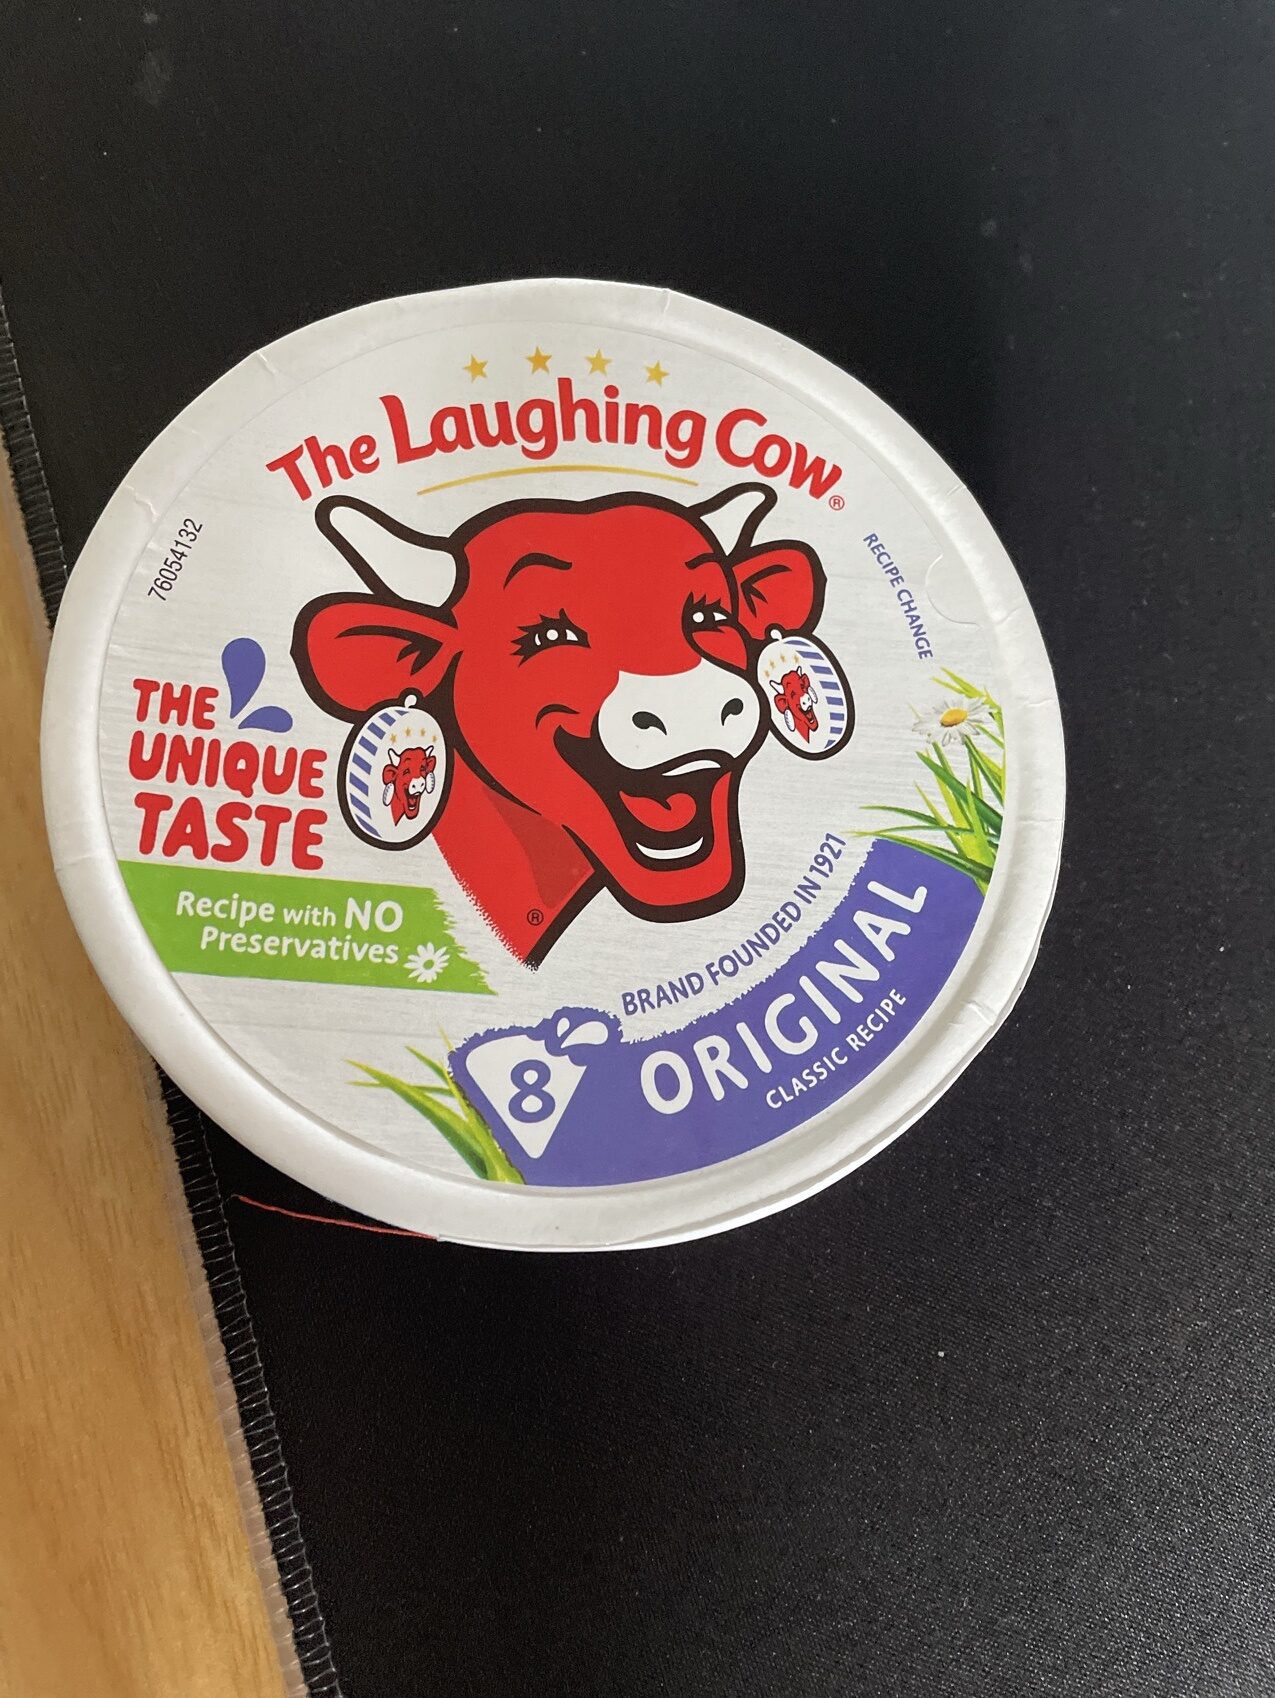 The Laughing Cow®
76054132
RECIPE CHANGE
THE
UNIQUE
TASTE
Recipe with NO
Preservatives
®
BRAND FOUNDED IN 1921
8
ORIGINAL
CLASSIC RECIPE